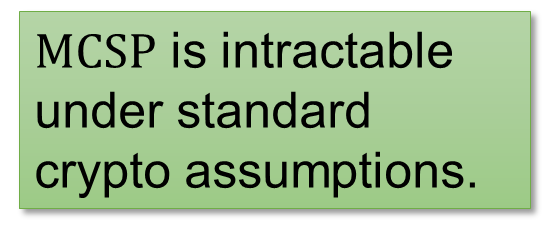 MCSP is intractable
under standard
crypto assumptions.